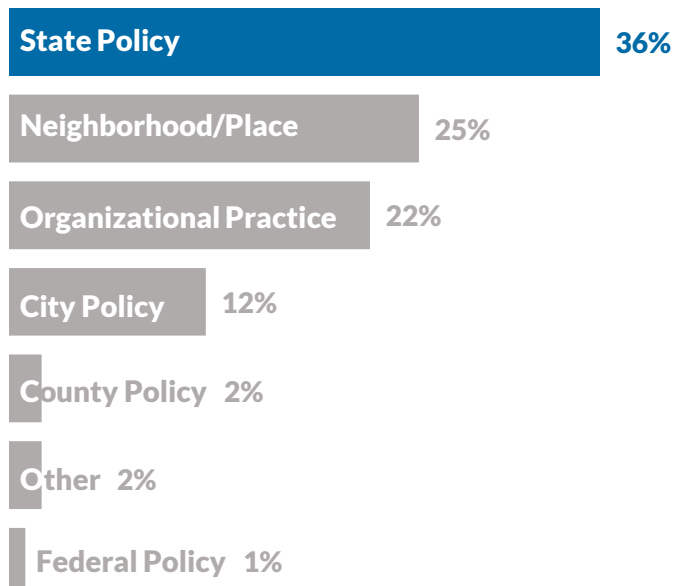 State Policy 36%
Neighborhood/Place 25%
Organizational Practice 22%
City Policy 12%
County Policy 2%
Other 2%
Federal Policy 1%